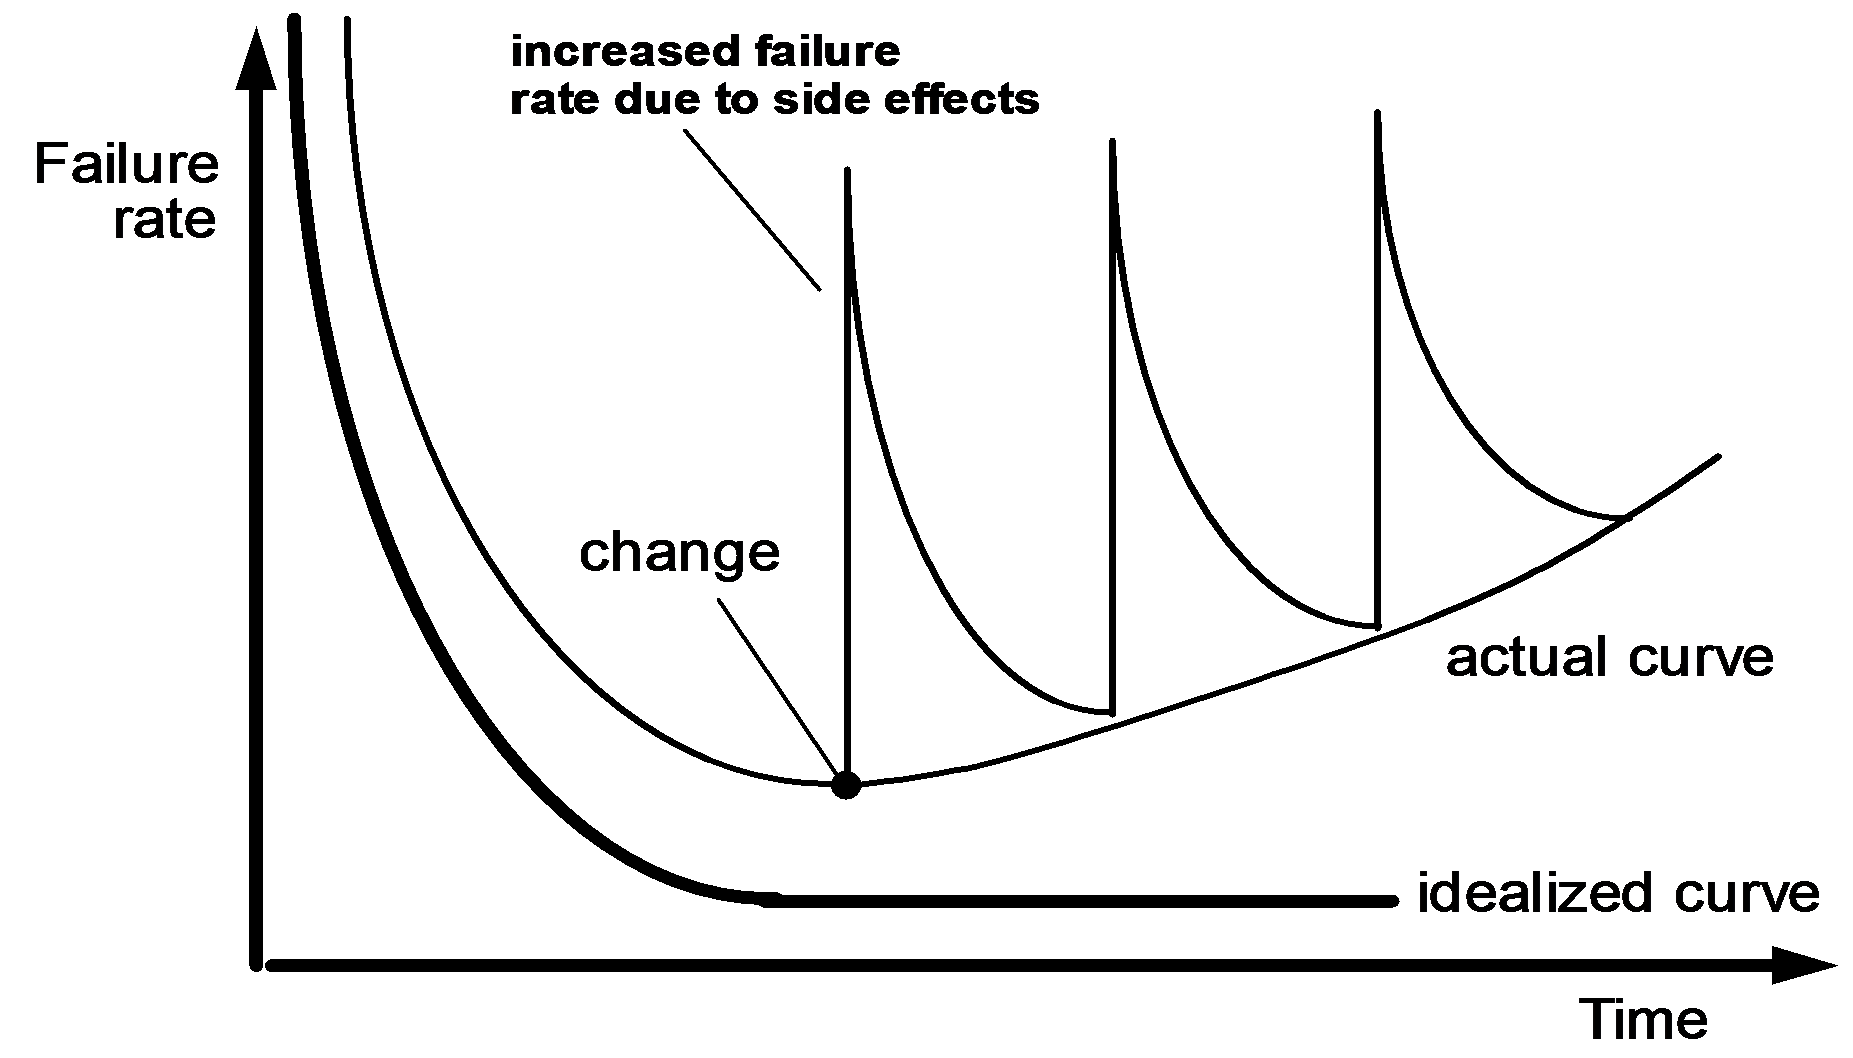 increased failure
rate due to side effects
Failure
rate
change
actual curve
idealized curve
Time